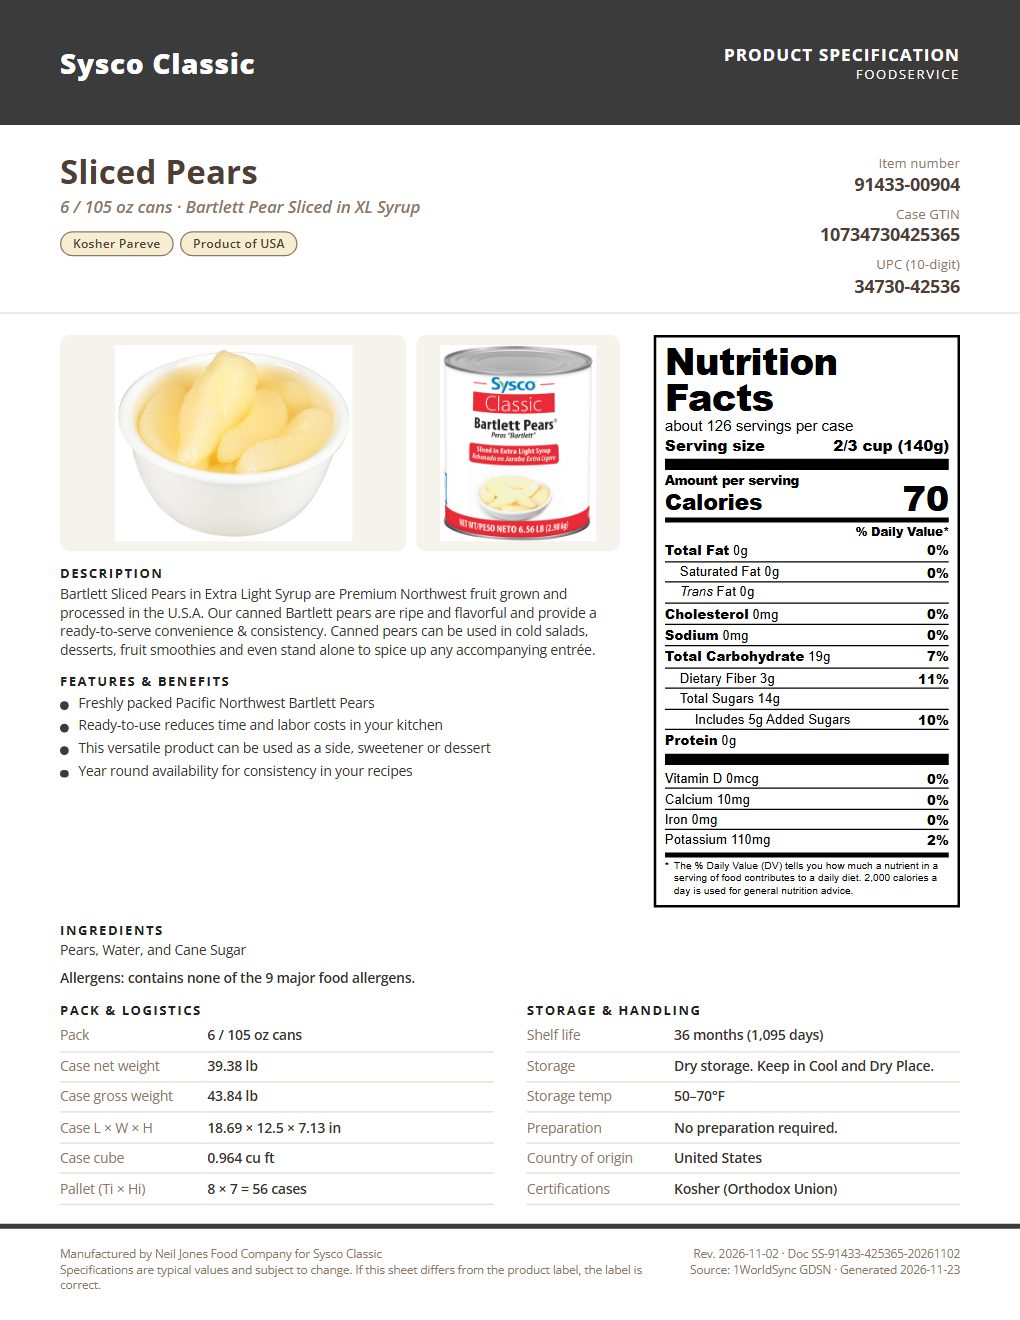 Sysco Classic
PRODUCT SPECIFICATION
FOODSERVICE
Sliced Pears
6 / 105 oz cans · Bartlett Pear Sliced in XL Syrup
Kosher Pareve
Product of USA
Item number
91433-00904
Case GTIN
10734730425365
UPC (10-digit)
34730-42536
Sysco
Classic
Bartlett Pears
Peras "Bartlett"
Sliced in Extra Light Syrup
Rebanada en Jarabe Extra Ligero
NET WT/PESO NETO 6.56 LB (2.98 kg)
DESCRIPTION
Bartlett Sliced Pears in Extra Light Syrup are Premium Northwest fruit grown and
processed in the U.S.A. Our canned Bartlett pears are ripe and flavorful and provide a
ready-to-serve convenience & consistency. Canned pears can be used in cold salads,
desserts, fruit smoothies and even stand alone to spice up any accompanying entrée.
FEATURES & BENEFITS
● Freshly packed Pacific Northwest Bartlett Pears
● Ready-to-use reduces time and labor costs in your kitchen
● This versatile product can be used as a side, sweetener or dessert
● Year round availability for consistency in your recipes
Nutrition
Facts
about 126 servings per case
Serving size 2/3 cup (140g)
Amount per serving
Calories 70
% Daily Value*
Total Fat 0g 0%
Saturated Fat 0g 0%
Trans Fat 0g
Cholesterol 0mg 0%
Sodium 0mg 0%
Total Carbohydrate 19g 7%
Dietary Fiber 3g 11%
Total Sugars 14g
Includes 5g Added Sugars 10%
Protein 0g
Vitamin D 0mcg 0%
Calcium 10mg 0%
Iron 0mg 0%
Potassium 110mg 2%
* The % Daily Value (DV) tells you how much a nutrient in a
serving of food contributes to a daily diet. 2,000 calories a
day is used for general nutrition advice.
INGREDIENTS
Pears, Water, and Cane Sugar
Allergens: contains none of the 9 major food allergens.
PACK & LOGISTICS
Pack 6 / 105 oz cans
Case net weight 39.38 lb
Case gross weight 43.84 lb
Case L × W × H 18.69 × 12.5 × 7.13 in
Case cube 0.964 cu ft
Pallet (Ti × Hi) 8 × 7 = 56 cases
STORAGE & HANDLING
Shelf life 36 months (1,095 days)
Storage Dry storage. Keep in Cool and Dry Place.
Storage temp 50–70°F
Preparation No preparation required.
Country of origin United States
Certifications Kosher (Orthodox Union)
Manufactured by Neil Jones Food Company for Sysco Classic
Specifications are typical values and subject to change. If this sheet differs from the product label, the label is
correct.
Rev. 2026-11-02 · Doc SS-91433-425365-20261102
Source: 1WorldSync GDSN · Generated 2026-11-23